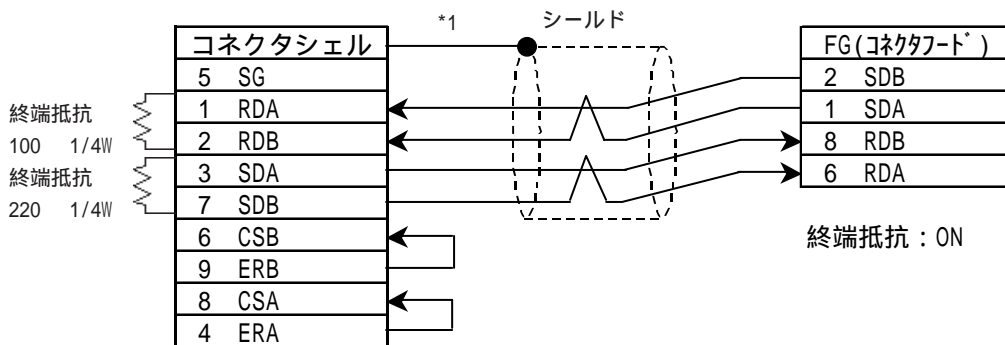 *1
シールド
コネクタシェル
5 SG
1 RDA
2 RDB
3 SDA
7 SDB
6 CSB
9 ERB
8 CSA
4 ERA
終端抵抗
100 1/4W
終端抵抗
220 1/4W
FG(ｺﾈｸﾀﾌｰﾄﾞ)
2 SDB
1 SDA
8 RDB
6 RDA
終端抵抗：ON